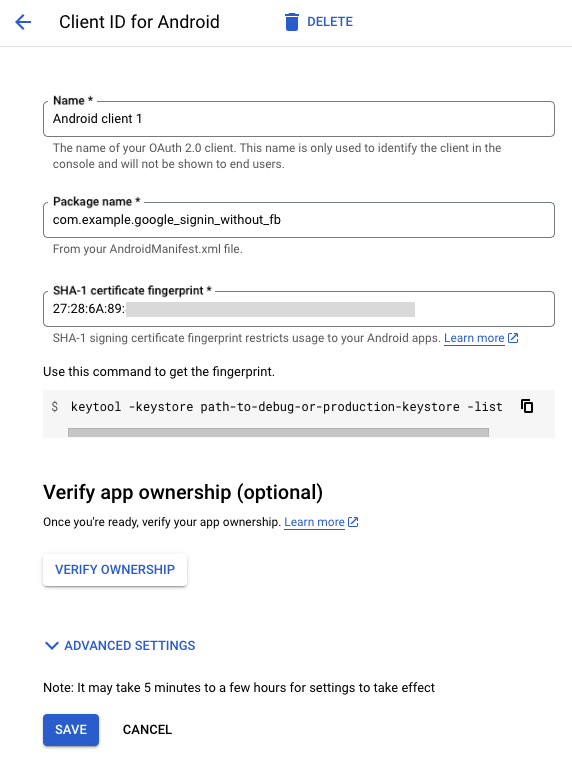 Client ID for Android
DELETE
Name *
Android client 1
The name of your OAuth 2.0 client. This name is only used to identify the client in the
console and will not be shown to end users.
Package name *
com.example.google_signin_without_fb
From your AndroidManifest.xml file.
SHA-1 certificate fingerprint *
27:28:6A:89:
SHA-1 signing certificate fingerprint restricts usage to your Android apps. Learn more
Use this command to get the fingerprint.
$ keytool -keystore path-to-debug-or-production-keystore -list
Verify app ownership (optional)
Once you're ready, verify your app ownership. Learn more
VERIFY OWNERSHIP
ADVANCED SETTINGS
Note: It may take 5 minutes to a few hours for settings to take effect
SAVE CANCEL